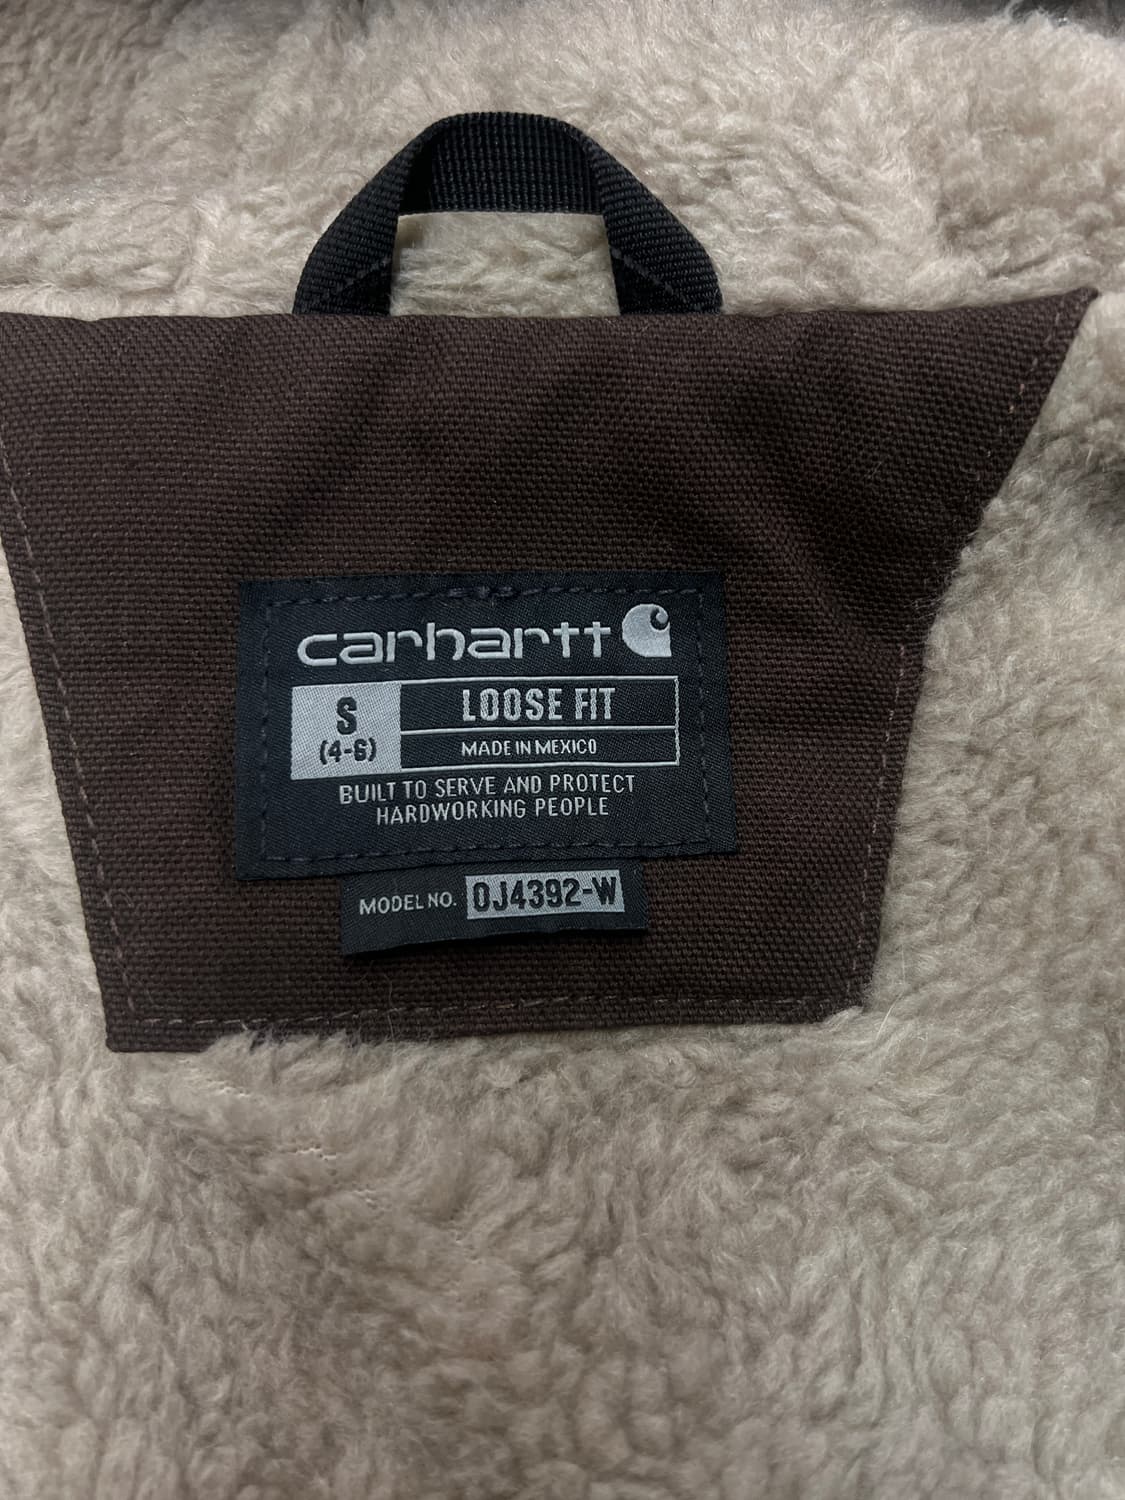 carhartt
S
(4-6)
LOOSE FIT
MADE IN MEXICO
BUILT TO SERVE AND PROTECT
HARDWORKING PEOPLE
MODEL NO. OJ4392-W